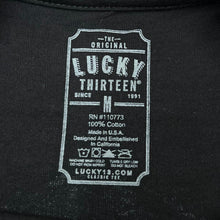 THE
ORIGINAL
LUCKY
THIRTEEN®
SINCE M 1991
RN #110773
100% Cotton
Made in U.S.A.
Designed And Embellished
In California
LUCKY13.COM
CLASSIC TEE